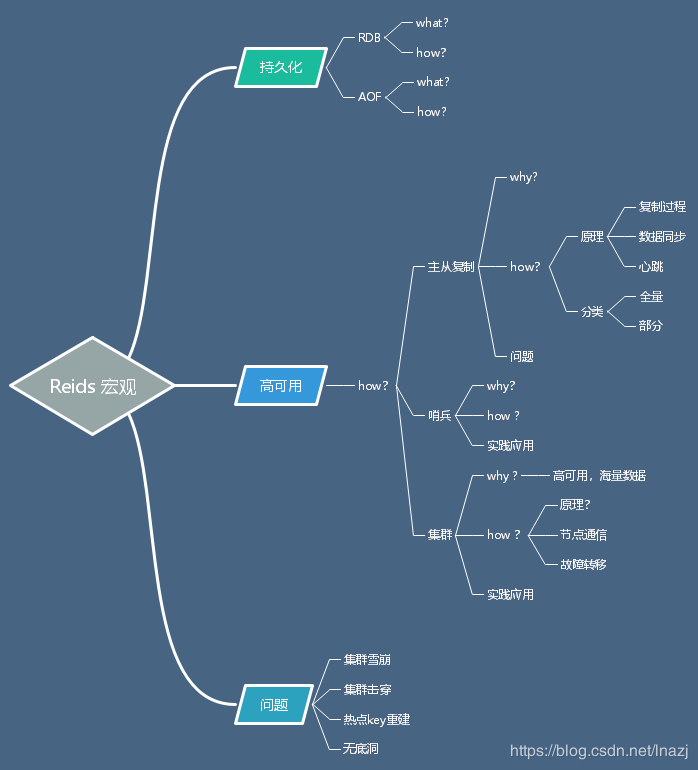 Reids 宏观
持久化
RDB
what?
how?
AOF
what?
how?
高可用
how?
主从复制
why?
how?
原理
复制过程
数据同步
心跳
分类
全量
部分
问题
哨兵
why?
how ?
实践应用
集群
why ?
高可用，海量数据
how ?
原理?
节点通信
故障转移
实践应用
问题
集群雪崩
集群击穿
热点key重建
无底洞
https://blog.csdn.net/lnazj